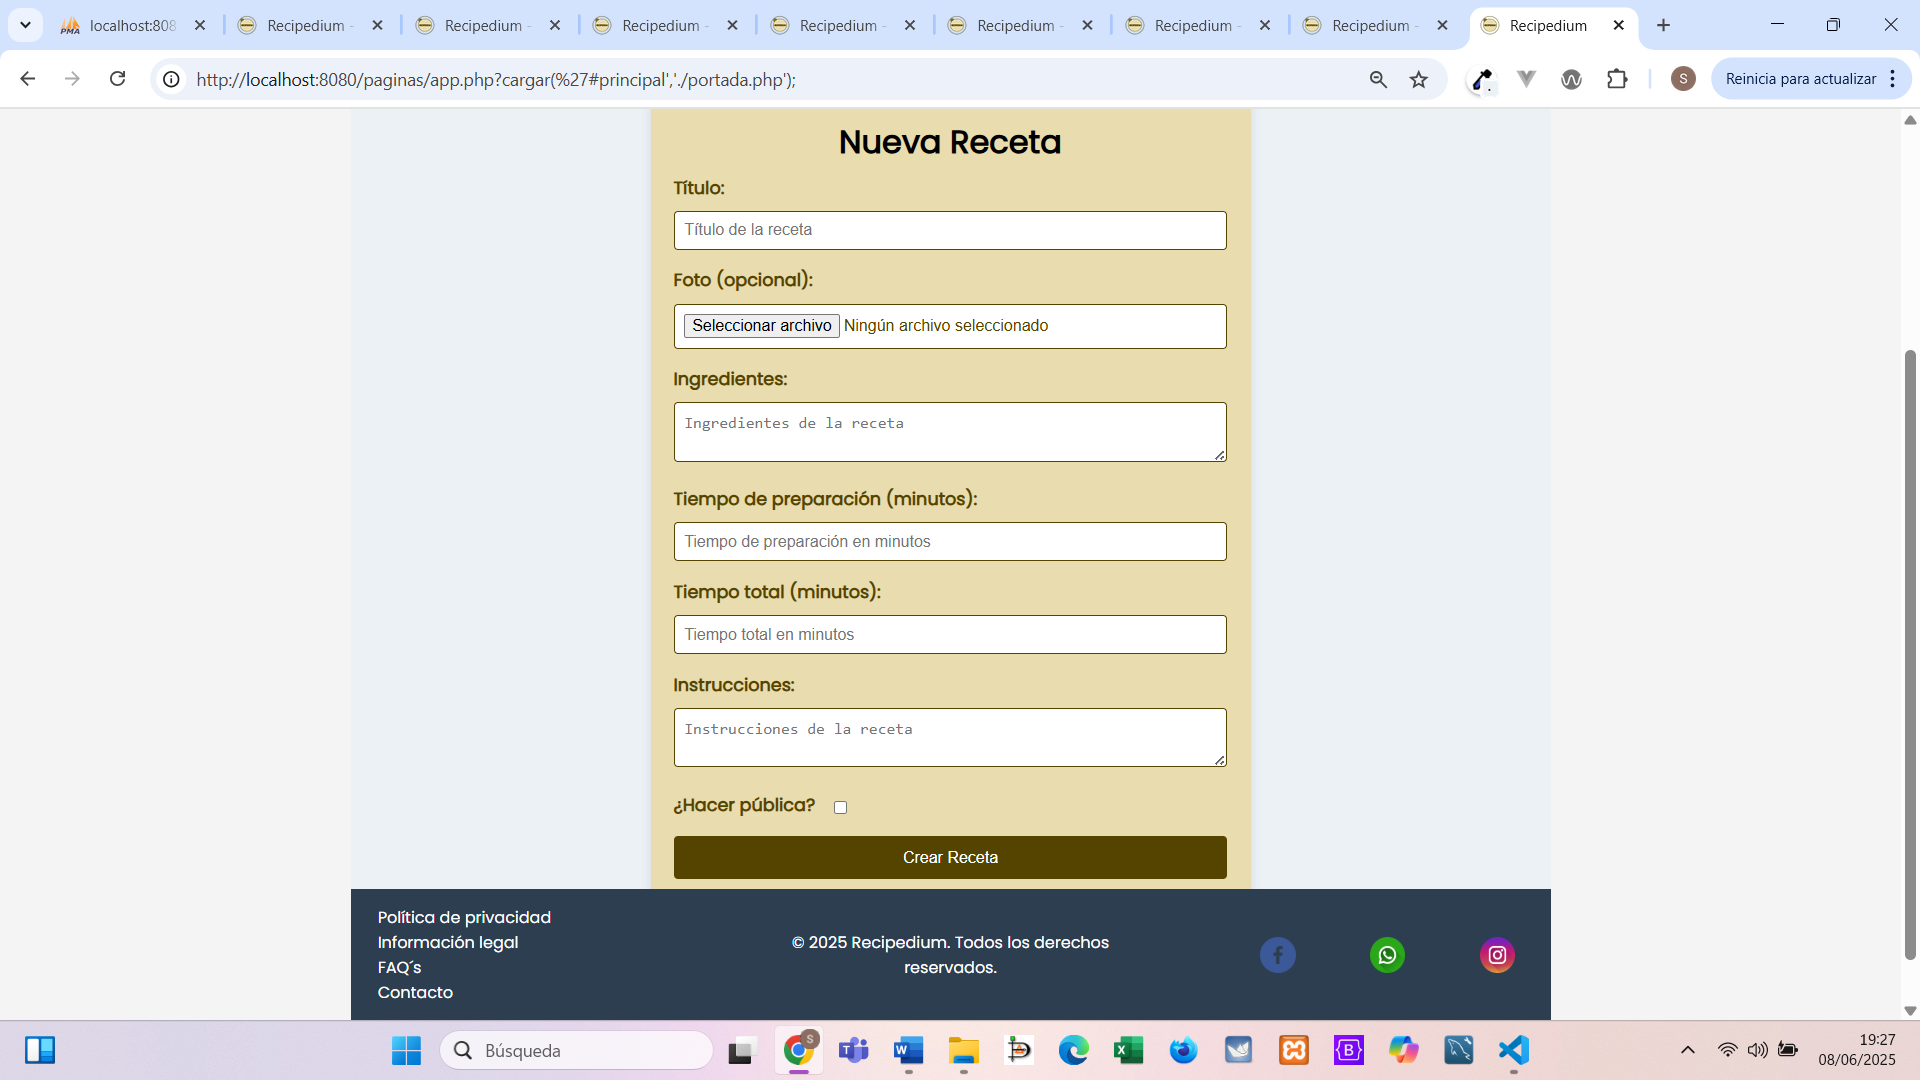 localhost:808
Recipedium -
Recipedium -
Recipedium -
Recipedium -
Recipedium -
Recipedium -
Recipedium -
Recipedium
http://localhost:8080/paginas/app.php?cargar(%27#principal','./portada.php');
S
Reinicia para actualizar
Nueva Receta
Título:
Título de la receta
Foto (opcional):
Seleccionar archivo Ningún archivo seleccionado
Ingredientes:
Ingredientes de la receta
Tiempo de preparación (minutos):
Tiempo de preparación en minutos
Tiempo total (minutos):
Tiempo total en minutos
Instrucciones:
Instrucciones de la receta
¿Hacer pública?
Crear Receta
Política de privacidad
Información legal
FAQ´s
Contacto
© 2025 Recipedium. Todos los derechos
reservados.
Búsqueda
19:27
08/06/2025